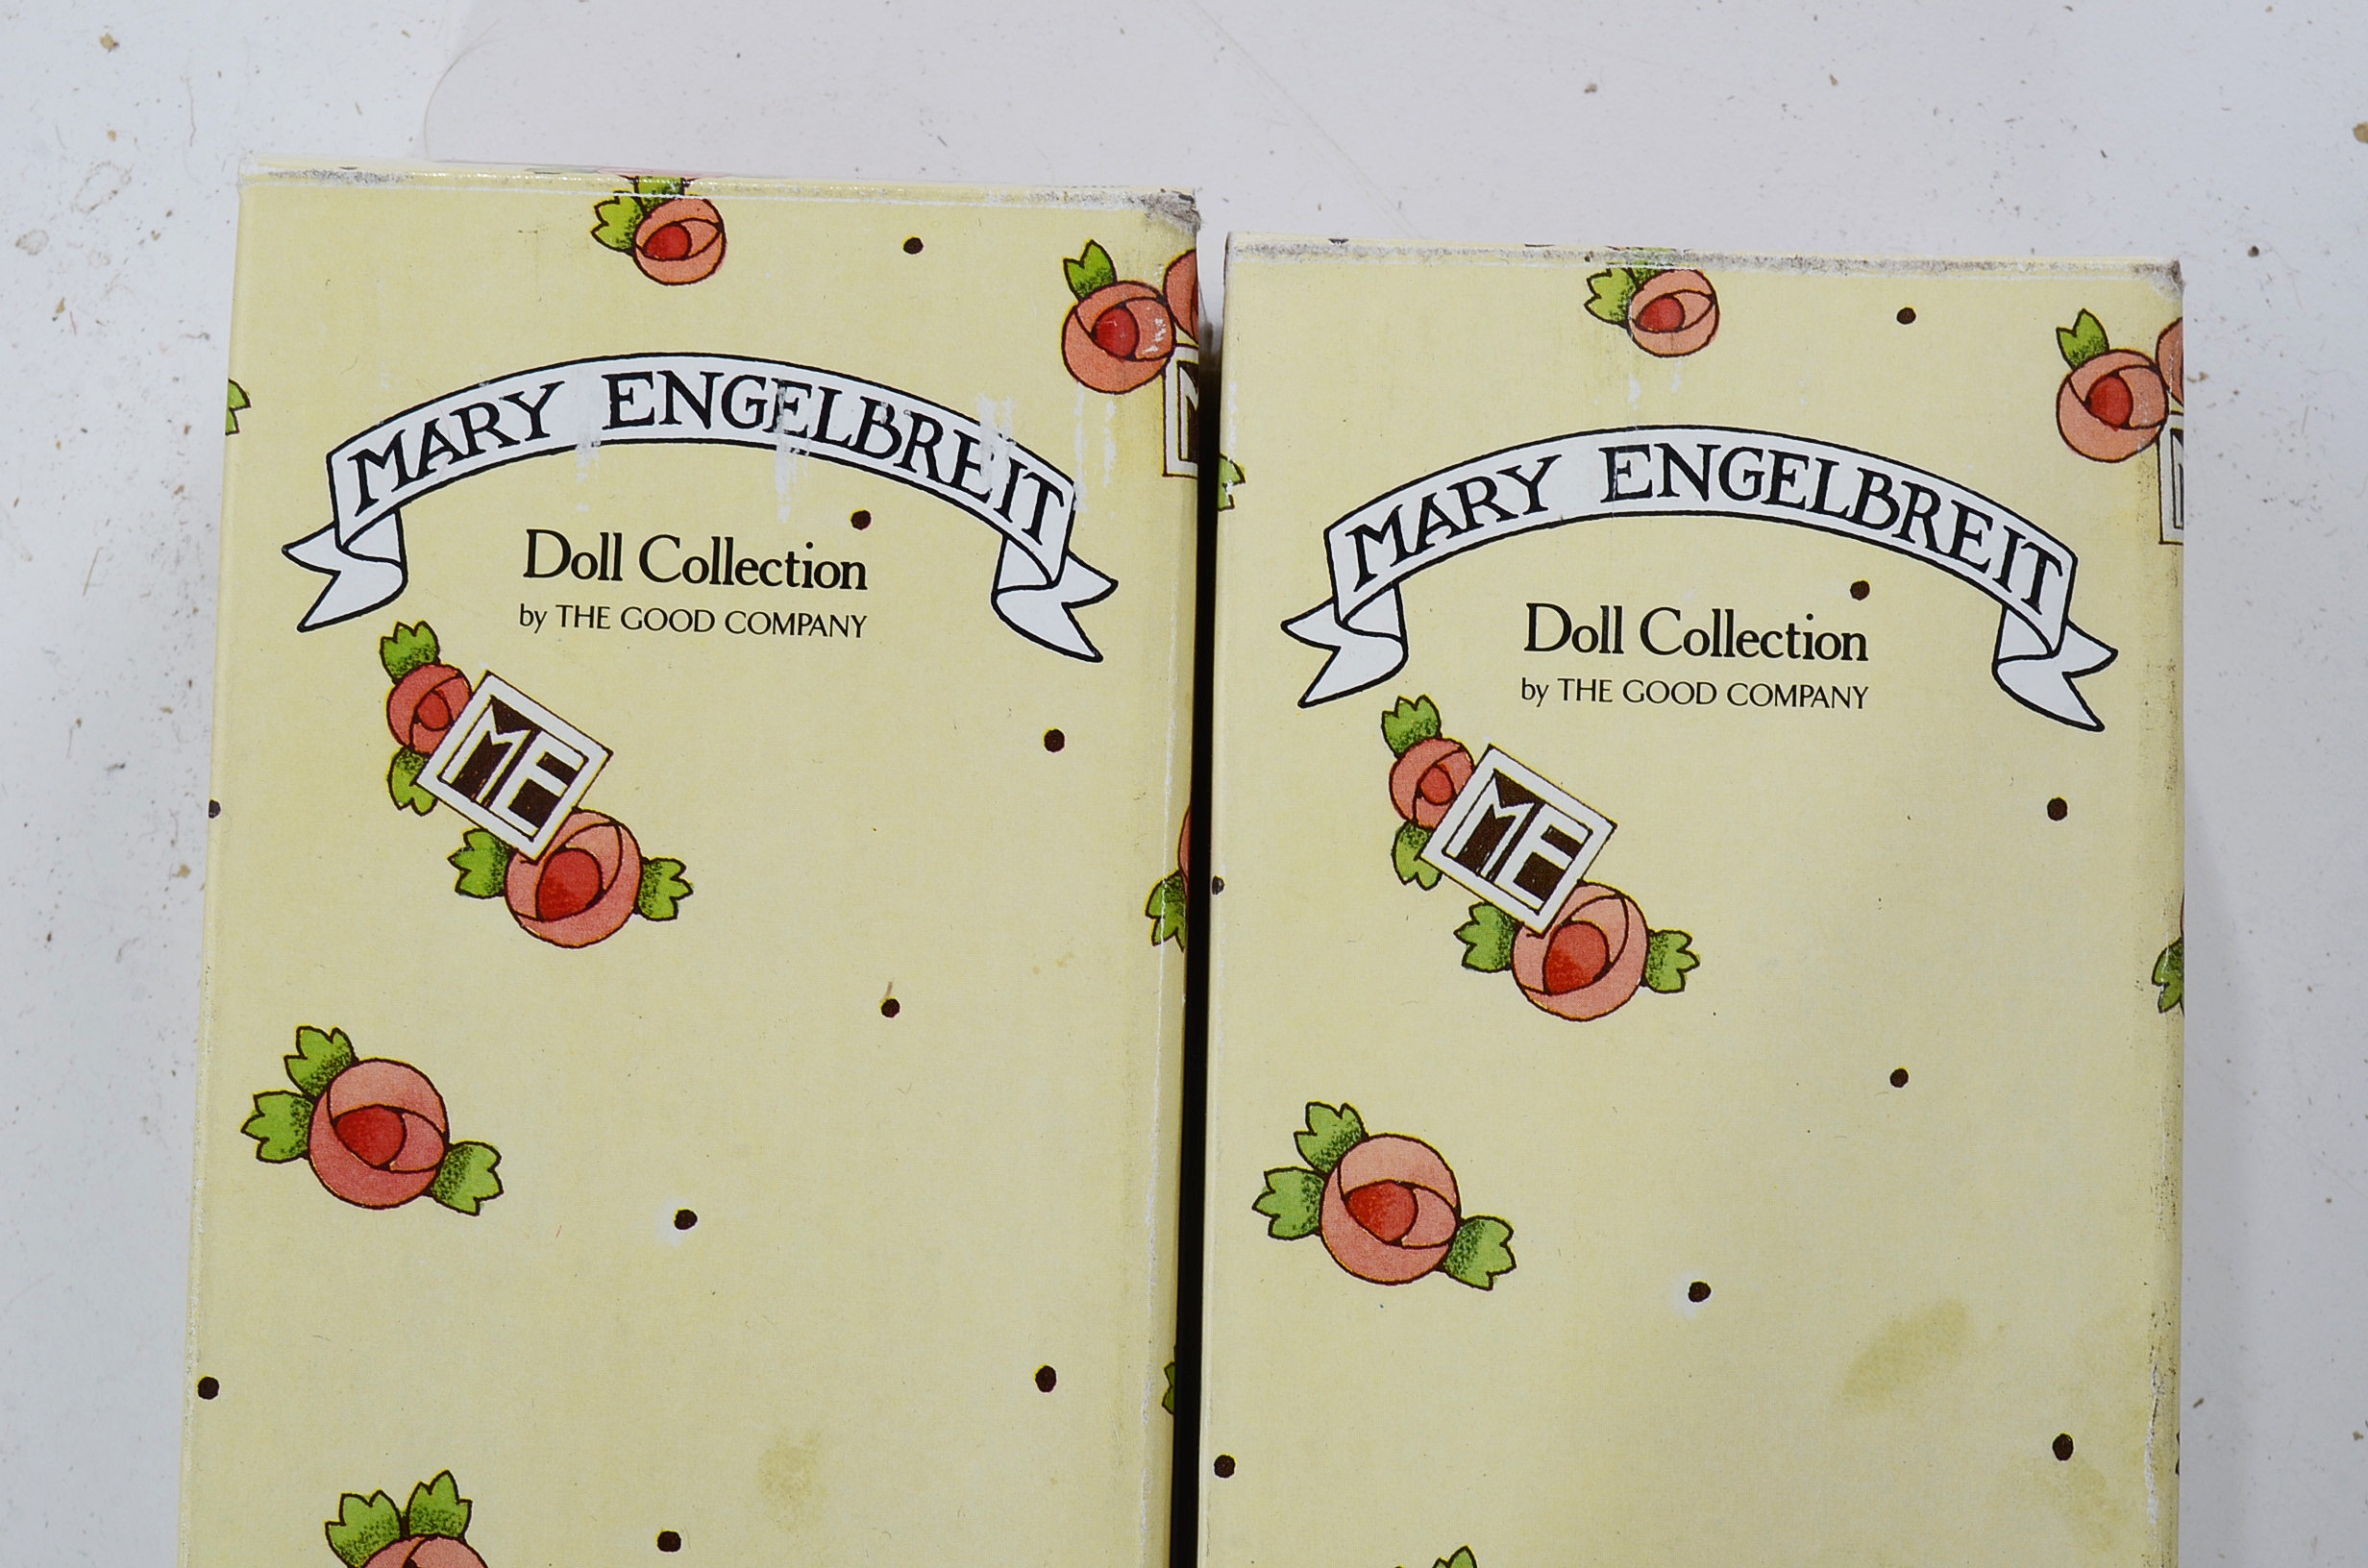 MARY ENGELBREIT
Doll Collection
by THE GOOD COMPANY
ME
MARY ENGELBREIT
Doll Collection
by THE GOOD COMPANY
ME